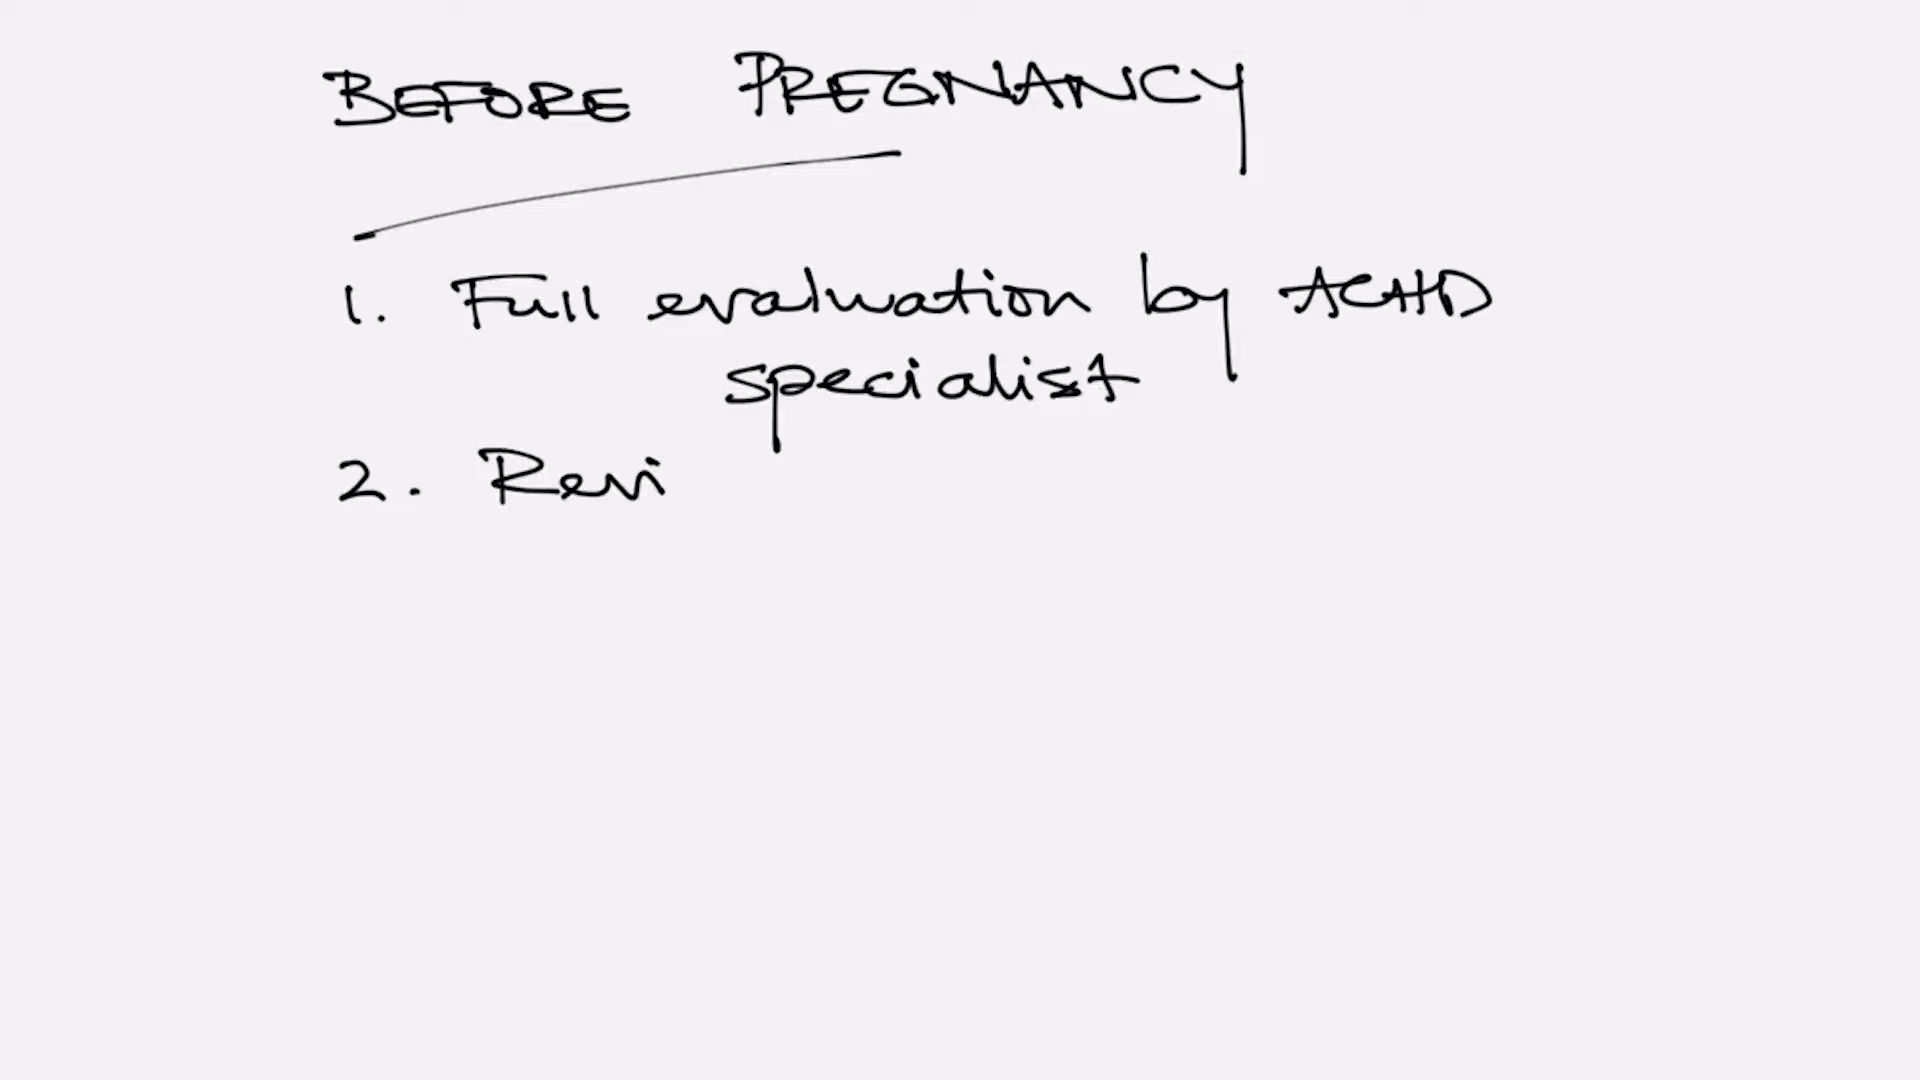 BEFORE PREGNANCY
1. Full evaluation by ACHD
specialist
2. Revi